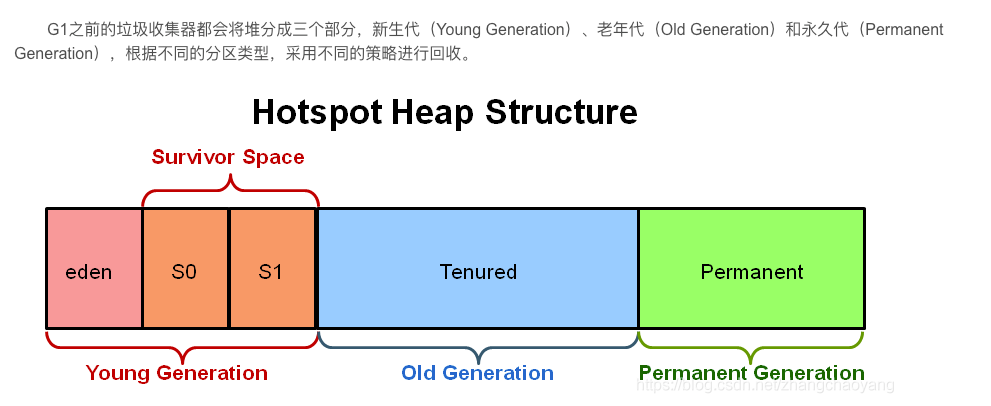 G1之前的垃圾收集器都会将堆分成三个部分，新生代（Young Generation）、老年代（Old Generation）和永久代（Permanent
Generation），根据不同的分区类型，采用不同的策略进行回收。
Hotspot Heap Structure
Survivor Space
eden S0 S1 Tenured Permanent
Young Generation Old Generation Permanent Generation
https://blog.csdn.net/zhangchaoyang